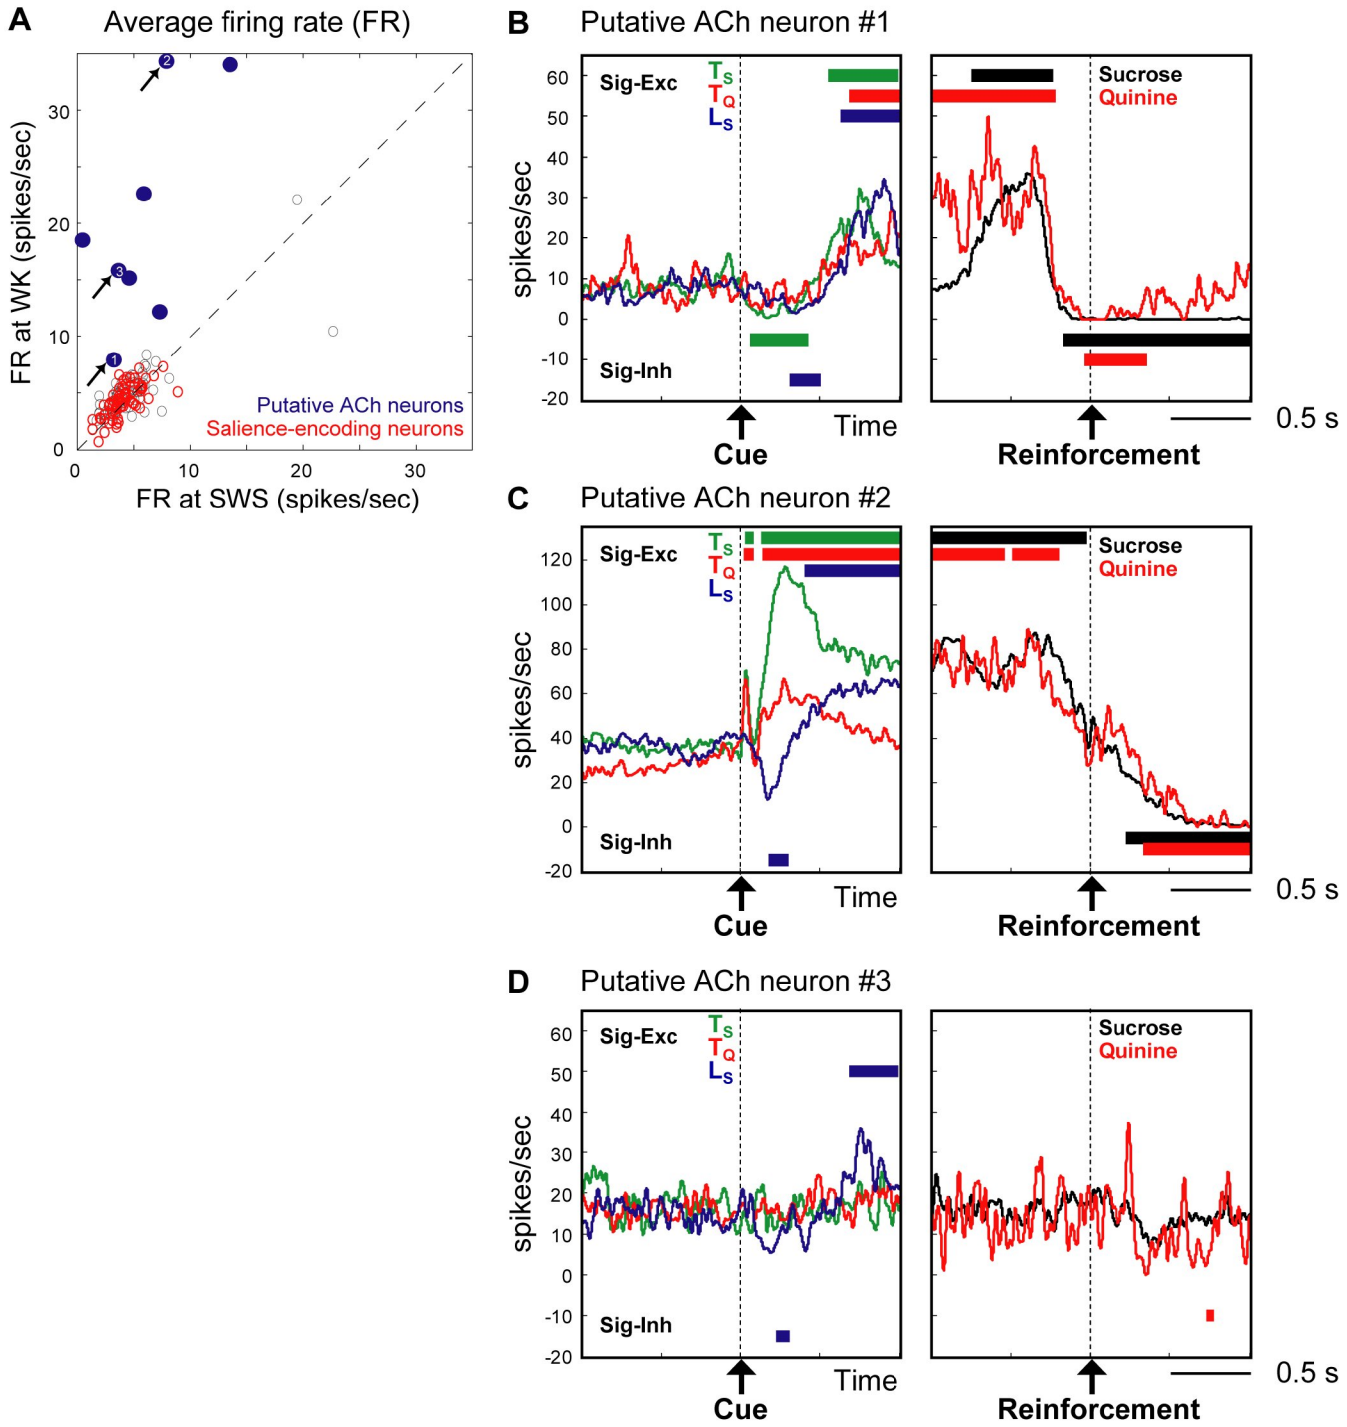 A Average firing rate (FR)
FR at WK (spikes/sec)
30
20
10
0
2
3
1
Putative ACh neurons
Salience-encoding neurons
0 10 20 30
FR at SWS (spikes/sec)
B Putative ACh neuron #1
spikes/sec
60
50
40
30
20
10
0
-10
-20
Sig-Exc
TS
TQ
LS
Sig-Inh
Sucrose
Quinine
Time
0.5 s
Cue
Reinforcement
C Putative ACh neuron #2
spikes/sec
120
100
80
60
40
20
0
-20
Sig-Exc
TS
TQ
LS
Sig-Inh
Sucrose
Quinine
Time
0.5 s
Cue
Reinforcement
D Putative ACh neuron #3
spikes/sec
60
50
40
30
20
10
0
-10
-20
Sig-Exc
TS
TQ
LS
Sig-Inh
Sucrose
Quinine
Time
0.5 s
Cue
Reinforcement